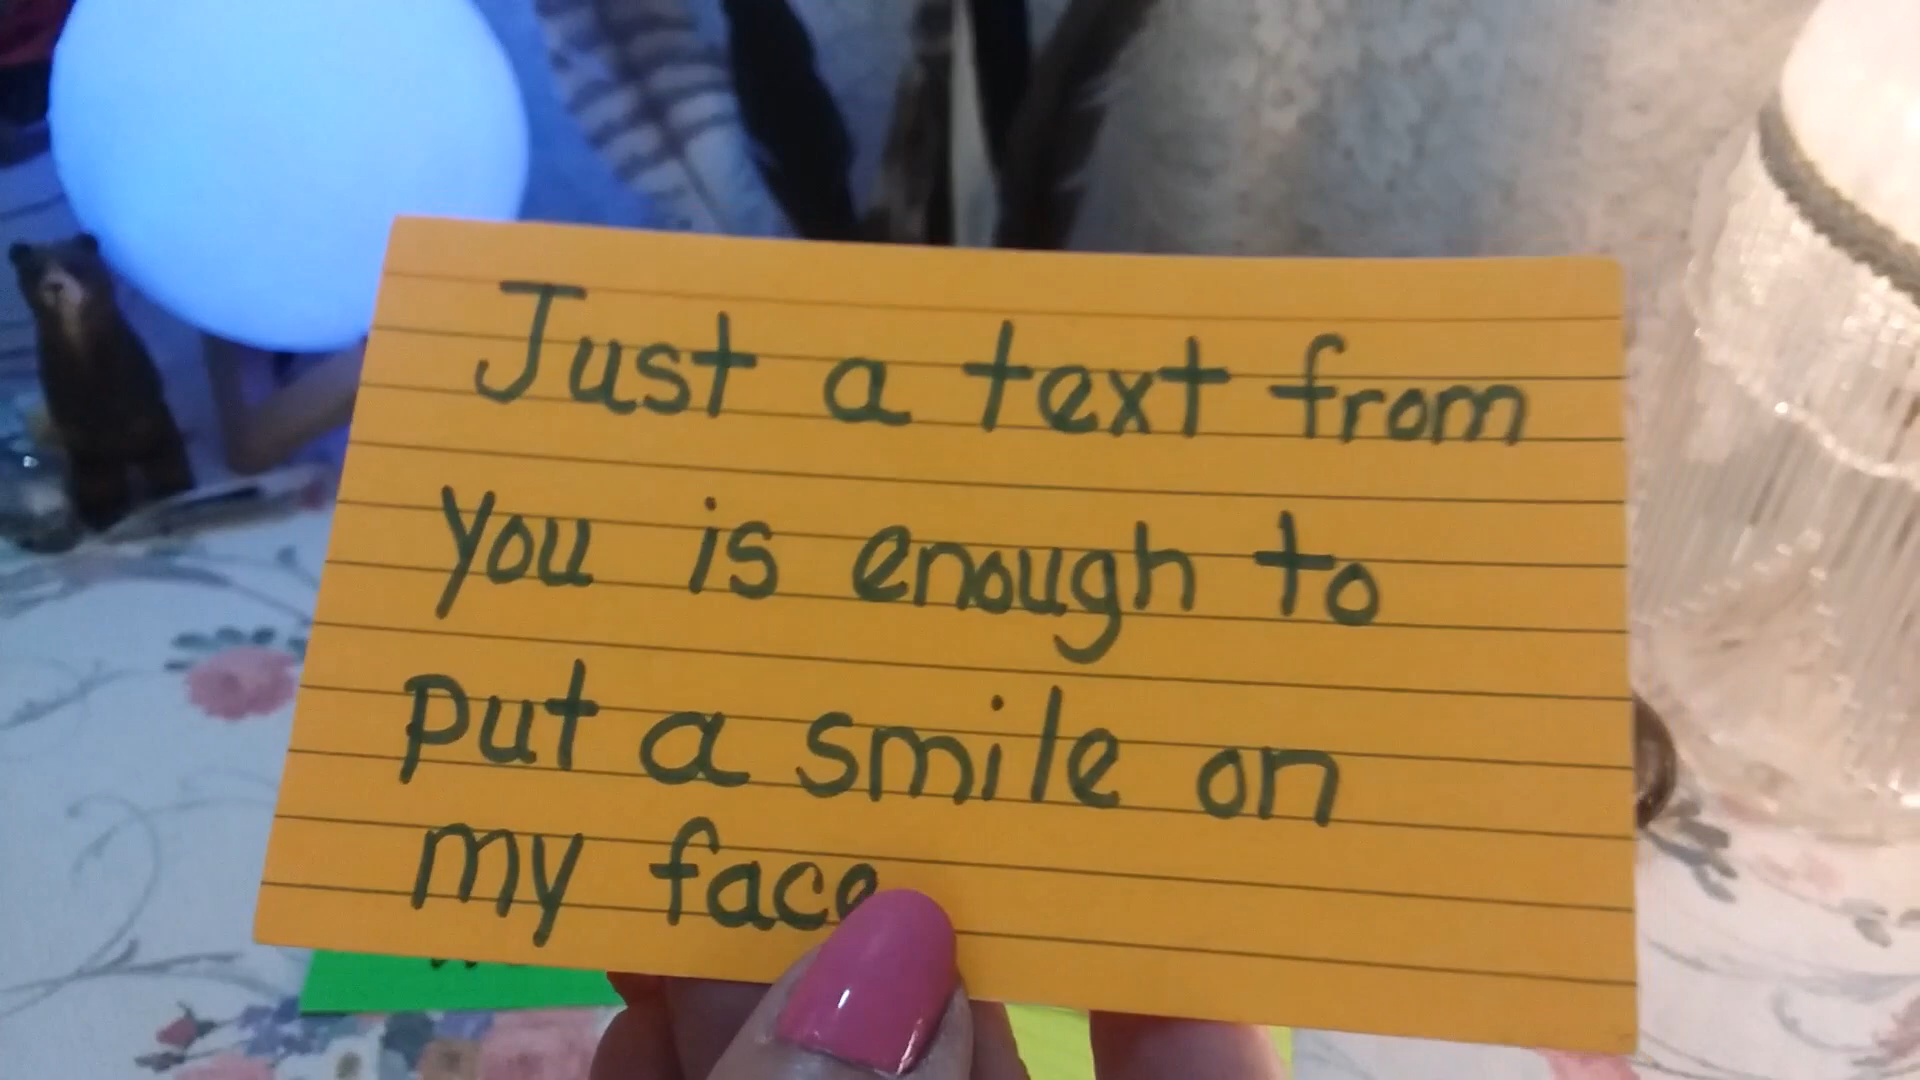 Just a text from
you is enough to
put a smile on
my face